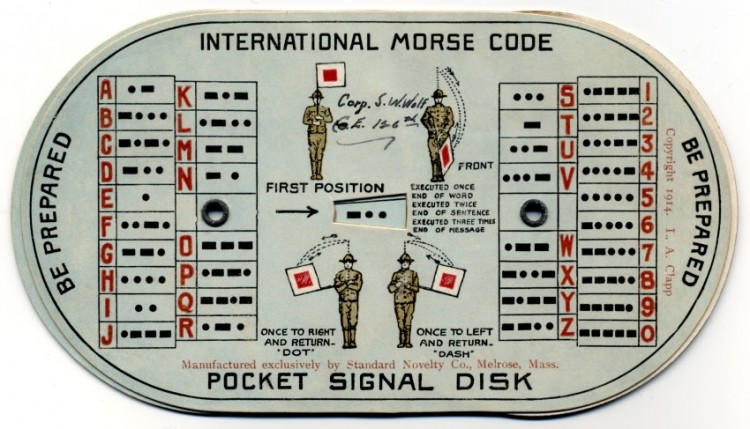 INTERNATIONAL MORSE CODE
BE PREPARED
A
B
C
D
E
F
G
H
I
J
K
L
M
N
O
P
Q
R
Corp. S. W. Wolf
E. 126th
FRONT
FIRST POSITION
EXECUTED ONCE
END OF WORD
EXECUTED TWICE
END OF SENTENCE
EXECUTED THREE TIMES
END OF MESSAGE
ONCE TO RIGHT
AND RETURN-
"DOT"
ONCE TO LEFT
AND RETURN-
"DASH"
S
T
U
V
W
X
Y
Z
1
2
3
4
5
6
7
8
9
0
Copyright 1914. L. A. Clapp
BE PREPARED
Manufactured exclusively by Standard Novelty Co., Melrose, Mass.
POCKET SIGNAL DISK